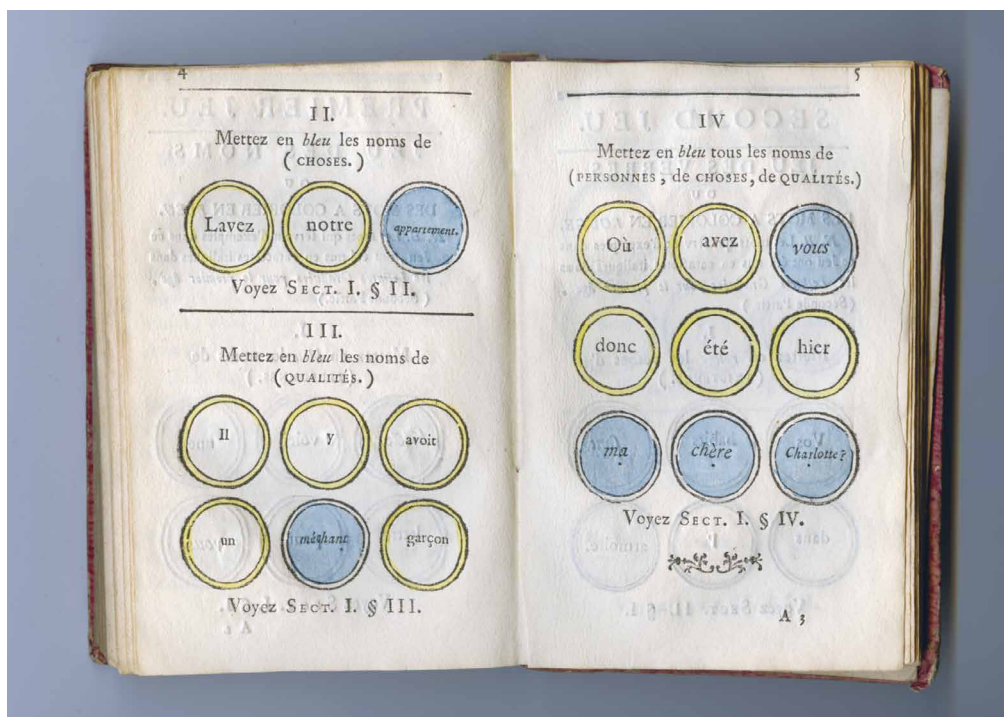 4
II.
Mettez en bleu les noms de
( CHOSES. )
Lavez notre appartement.
Voyez SECT. I. § II.
III.
Mettez en bleu les noms de
( QUALITÉS. )
Il y avoit
un méchant garçon
Voyez SECT. I. § III.
5
IV
Mettez en bleu tous les noms de
(PERSONNES, de CHOSES, de QUALITÉS.)
Où avez vous
donc été hier
ma chère Charlotte ?
Voyez SECT. I. § IV.
A 3